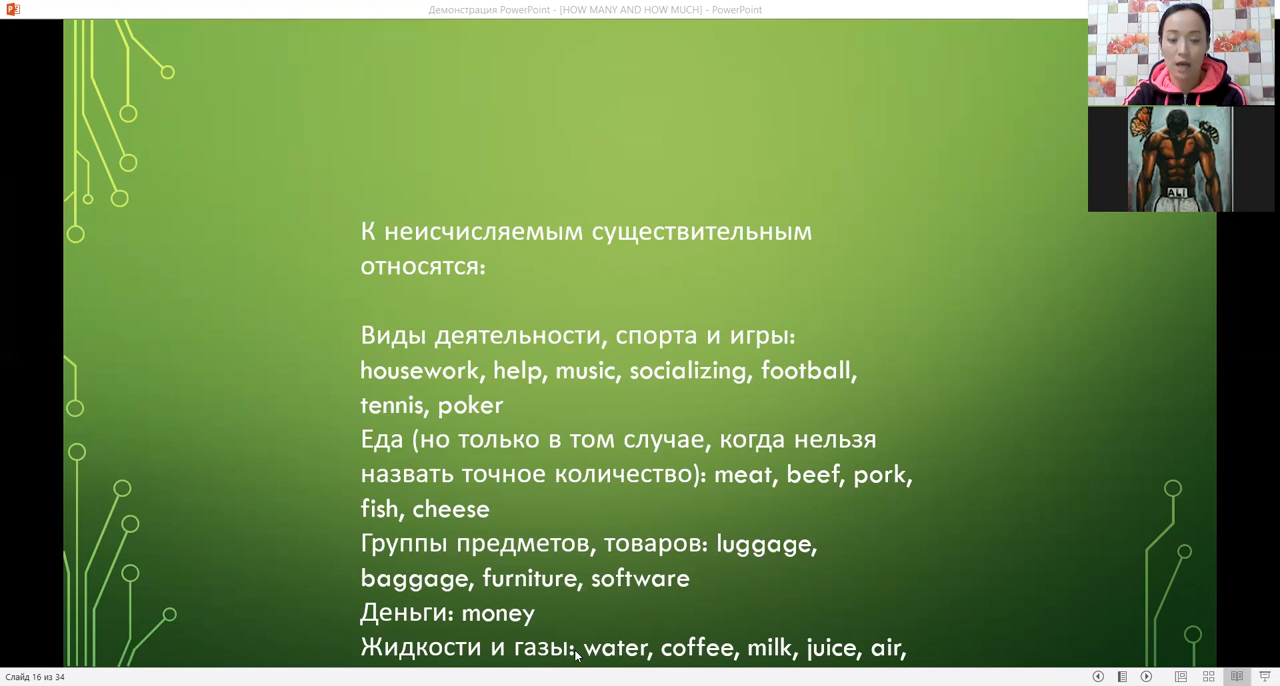 Демонстрация PowerPoint - [HOW MANY AND HOW MUCH] - PowerPoint
ALI
К неисчисляемым существительным
относятся:
Виды деятельности, спорта и игры:
housework, help, music, socializing, football,
tennis, poker
Еда (но только в том случае, когда нельзя
назвать точное количество): meat, beef, pork,
fish, cheese
Группы предметов, товаров: luggage,
baggage, furniture, software
Деньги: money
Жидкости и газы: water, coffee, milk, juice, air,
Слайд 16 из 34